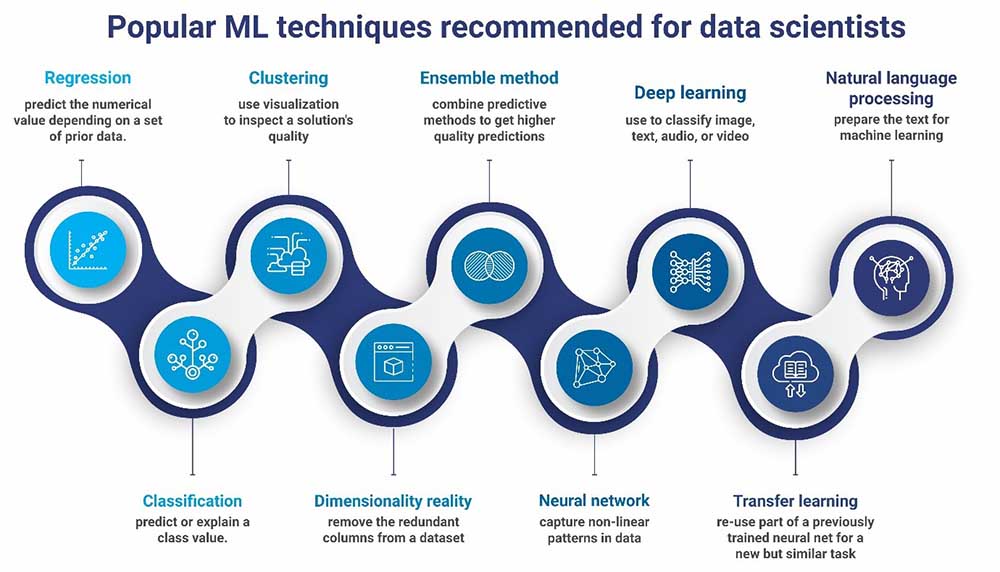 Popular ML techniques recommended for data scientists
Regression
predict the numerical
value depending on a set
of prior data.
Clustering
use visualization
to inspect a solution's
quality
Ensemble method
combine predictive
methods to get higher
quality predictions
Deep learning
use to classify image,
text, audio, or video
Natural language
processing
prepare the text for
machine learning
Classification
predict or explain a
class value.
Dimensionality reality
remove the redundant
columns from a dataset
Neural network
capture non-linear
patterns in data
Transfer learning
re-use part of a previously
trained neural net for a
new but similar task